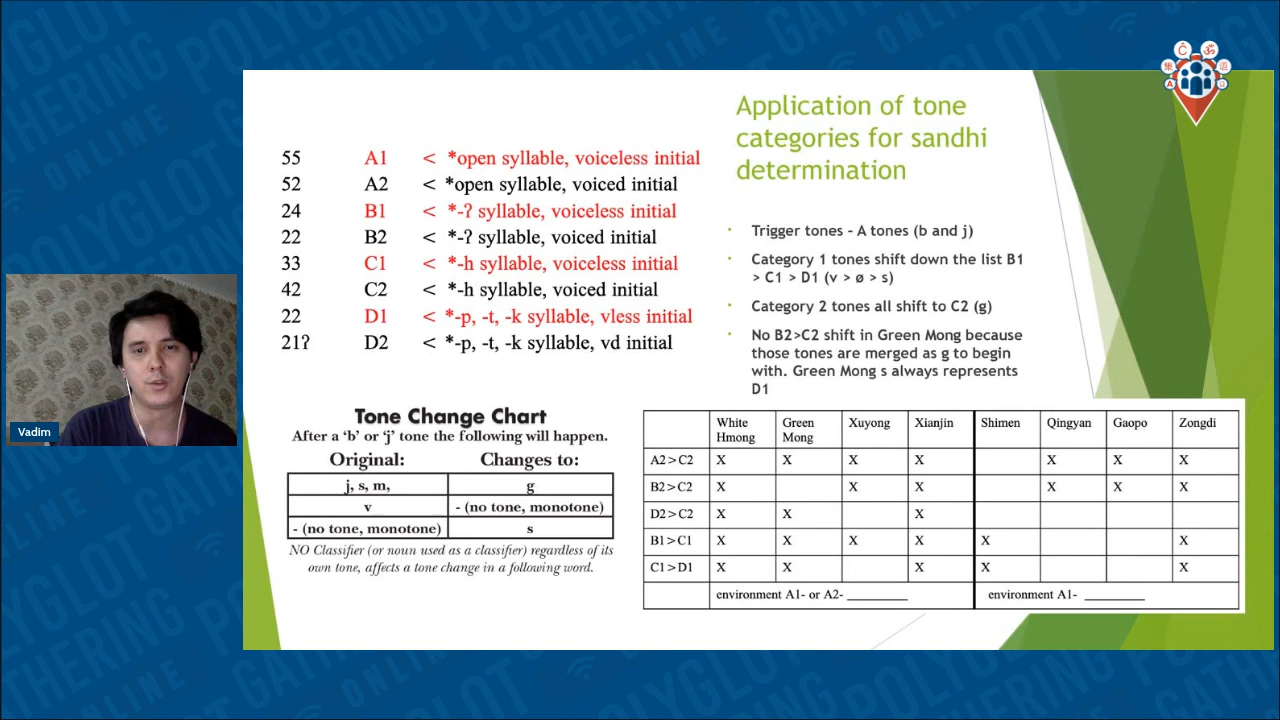 POLYGLOT GATHERING ONLINE
Ĉ ॐ
集 语
Application of tone
categories for sandhi
determination
55 A1 < *open syllable, voiceless initial
52 A2 < *open syllable, voiced initial
24 B1 < *-ʔ syllable, voiceless initial
22 B2 < *-ʔ syllable, voiced initial
33 C1 < *-h syllable, voiceless initial
42 C2 < *-h syllable, voiced initial
22 D1 < *-p, -t, -k syllable, vless initial
21ʔ D2 < *-p, -t, -k syllable, vd initial
• Trigger tones – A tones (b and j)
• Category 1 tones shift down the list B1
> C1 > D1 (v > ø > s)
• Category 2 tones all shift to C2 (g)
• No B2>C2 shift in Green Mong because
those tones are merged as g to begin
with. Green Mong s always represents
D1
Vadim
Tone Change Chart
After a ‘b’ or ‘j’ tone the following will happen.
Original: Changes to:
j, s, m, g
v - (no tone, monotone)
- (no tone, monotone) s
NO Classifier (or noun used as a classifier) regardless of its
own tone, affects a tone change in a following word.
White Hmong Green Mong Xuyong Xianjin Shimen Qingyan Gaopo Zongdi
A2>C2 X X X X X X X
B2>C2 X X X X X X
D2>C2 X X X
B1>C1 X X X X X X
C1>D1 X X X X X
environment A1- or A2- ________ environment A1- ________